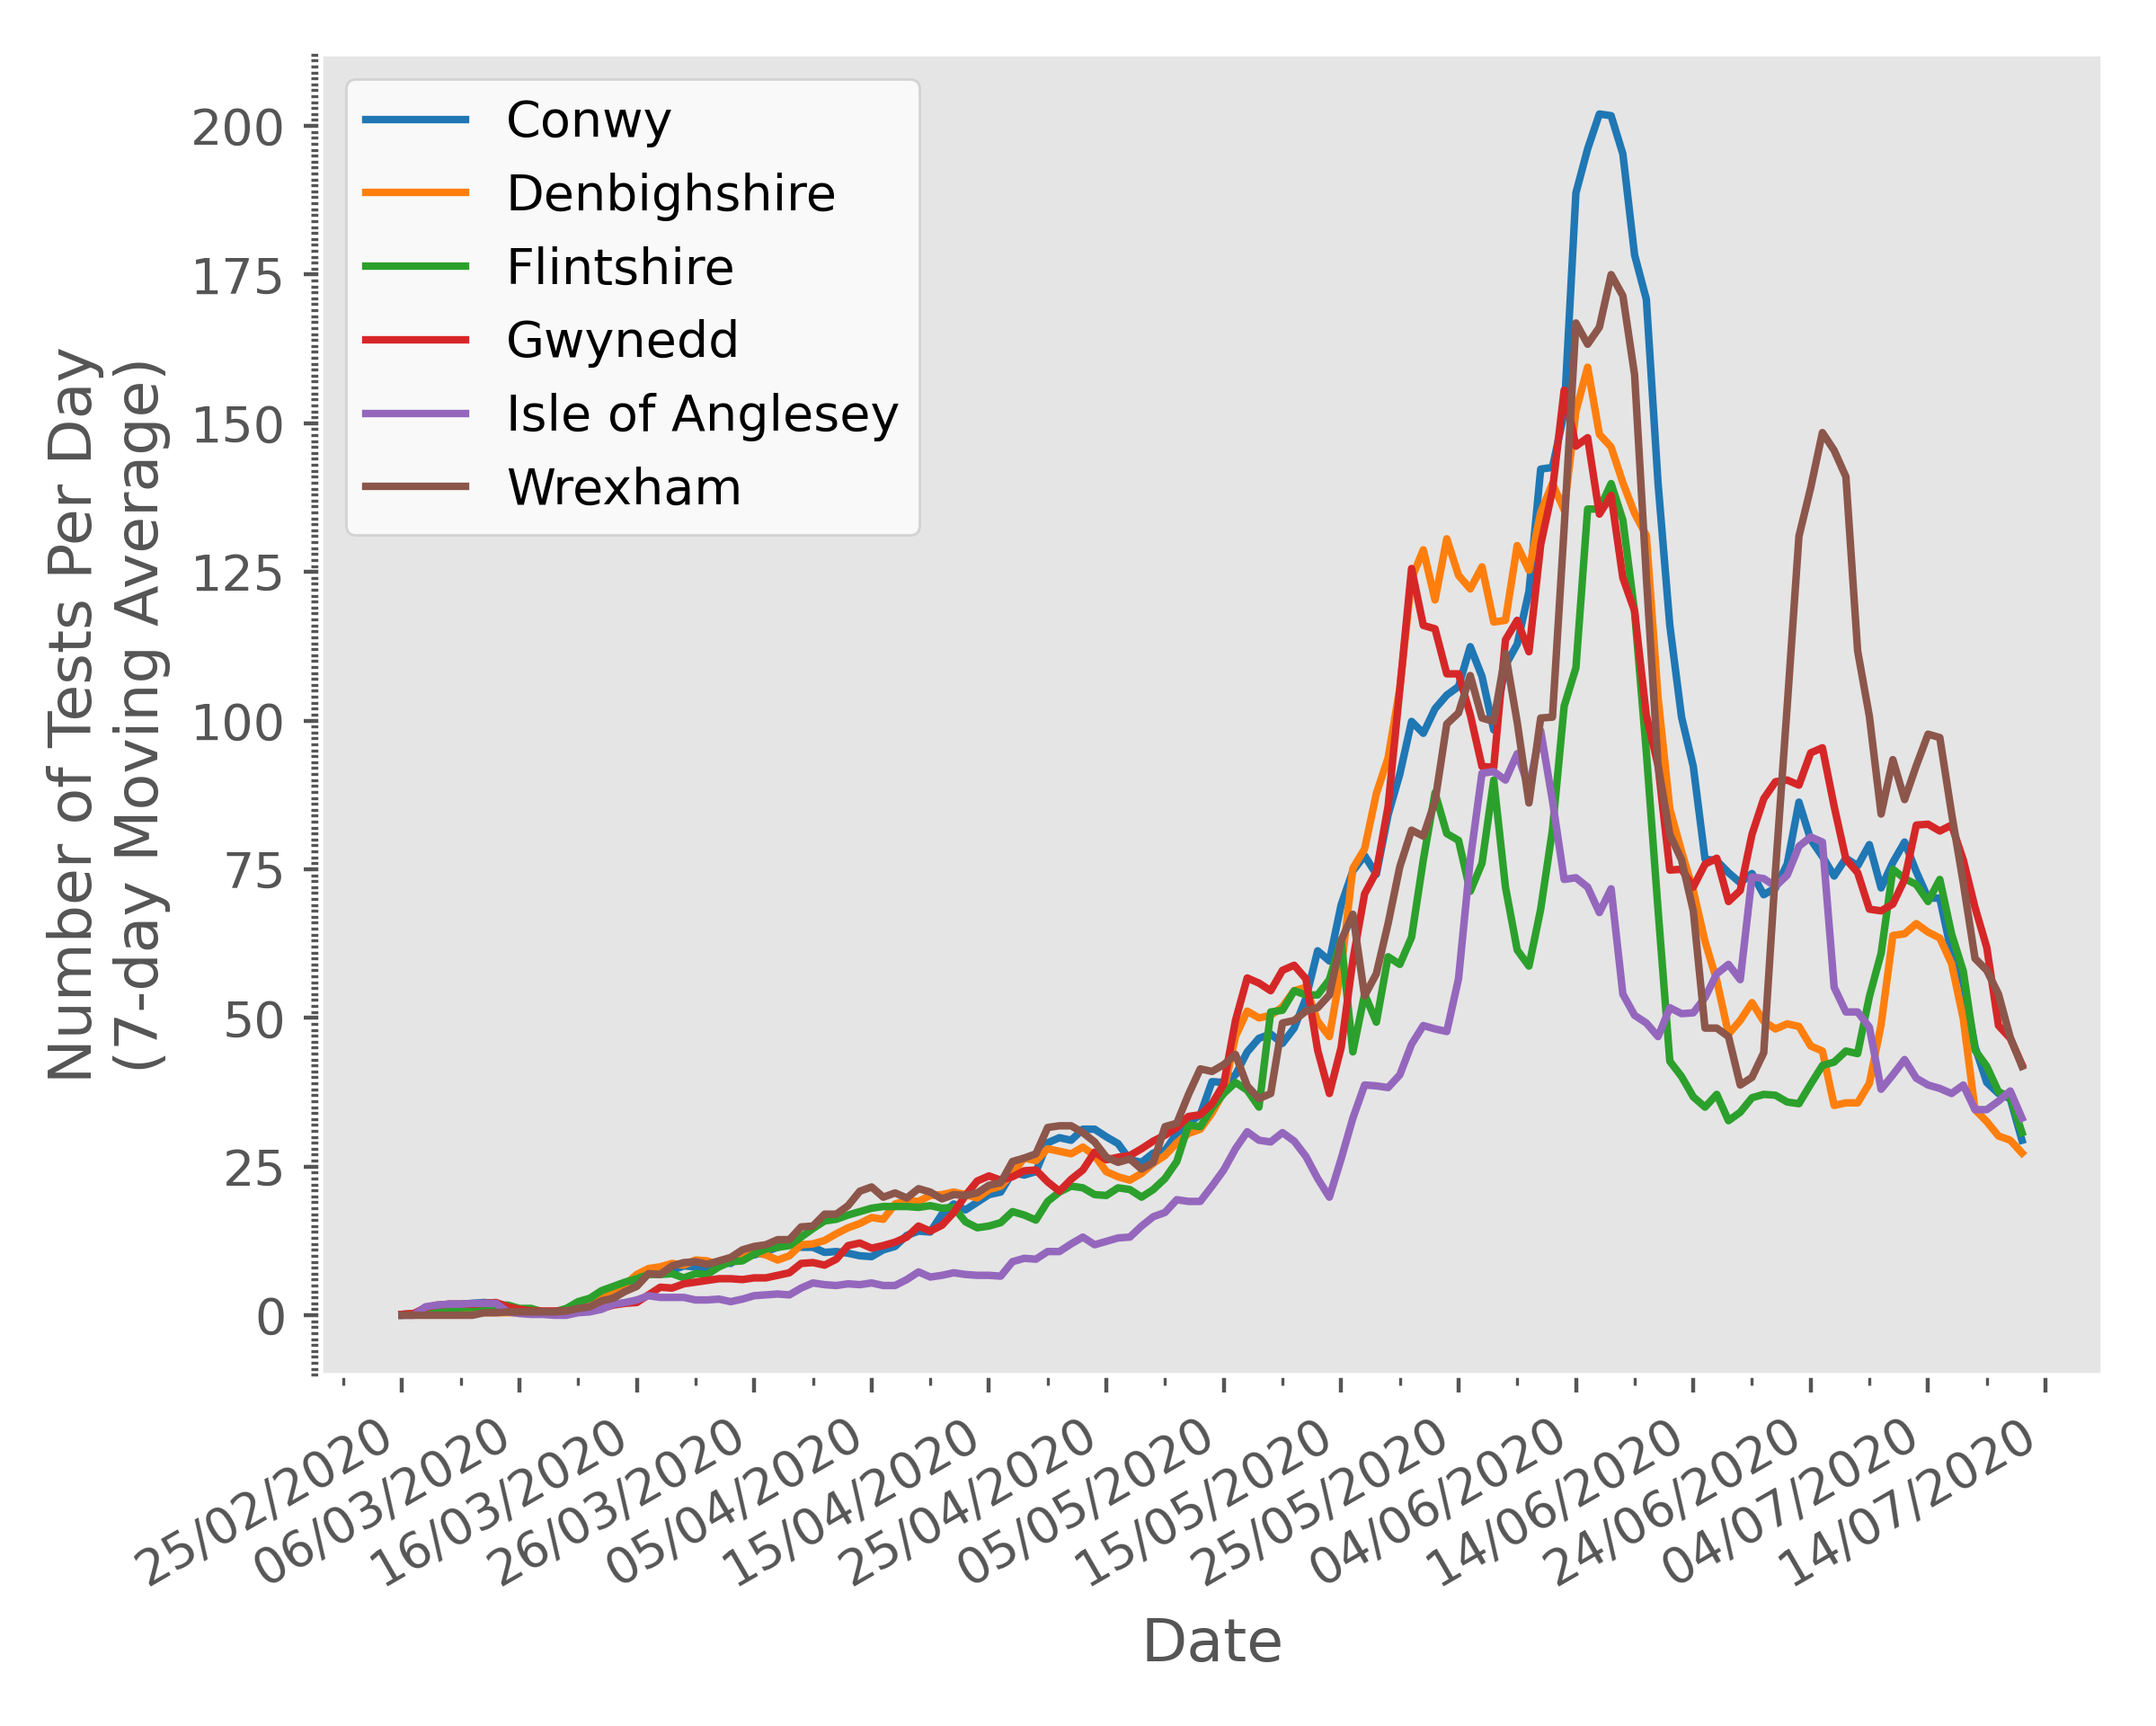 Conwy
Denbighshire
Flintshire
Gwynedd
Isle of Anglesey
Wrexham
Number of Tests Per Day
(7-day Moving Average)
200
175
150
125
100
75
50
25
0
25/02/2020
06/03/2020
16/03/2020
26/03/2020
05/04/2020
15/04/2020
25/04/2020
05/05/2020
15/05/2020
25/05/2020
04/06/2020
14/06/2020
24/06/2020
04/07/2020
14/07/2020
Date